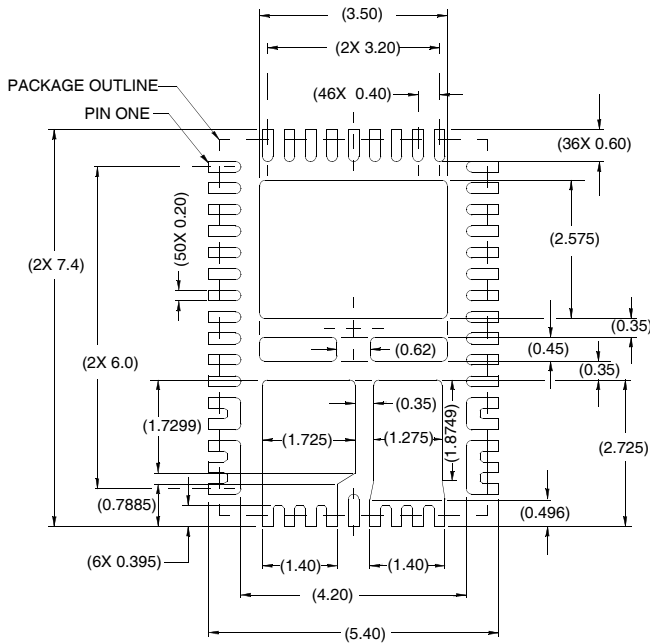 (3.50)
(2X 3.20)
PACKAGE OUTLINE
(46X 0.40)
PIN ONE
(36X 0.60)
(50X 0.20)
(2.575)
(2X 7.4)
(0.35)
(0.62)
(0.45)
(2X 6.0)
(0.35)
(1.7299)
(0.35)
(1.725)
(1.275)
(1.8749)
(2.725)
(0.7885)
(0.496)
(6X 0.395)
(1.40)
(1.40)
(4.20)
(5.40)